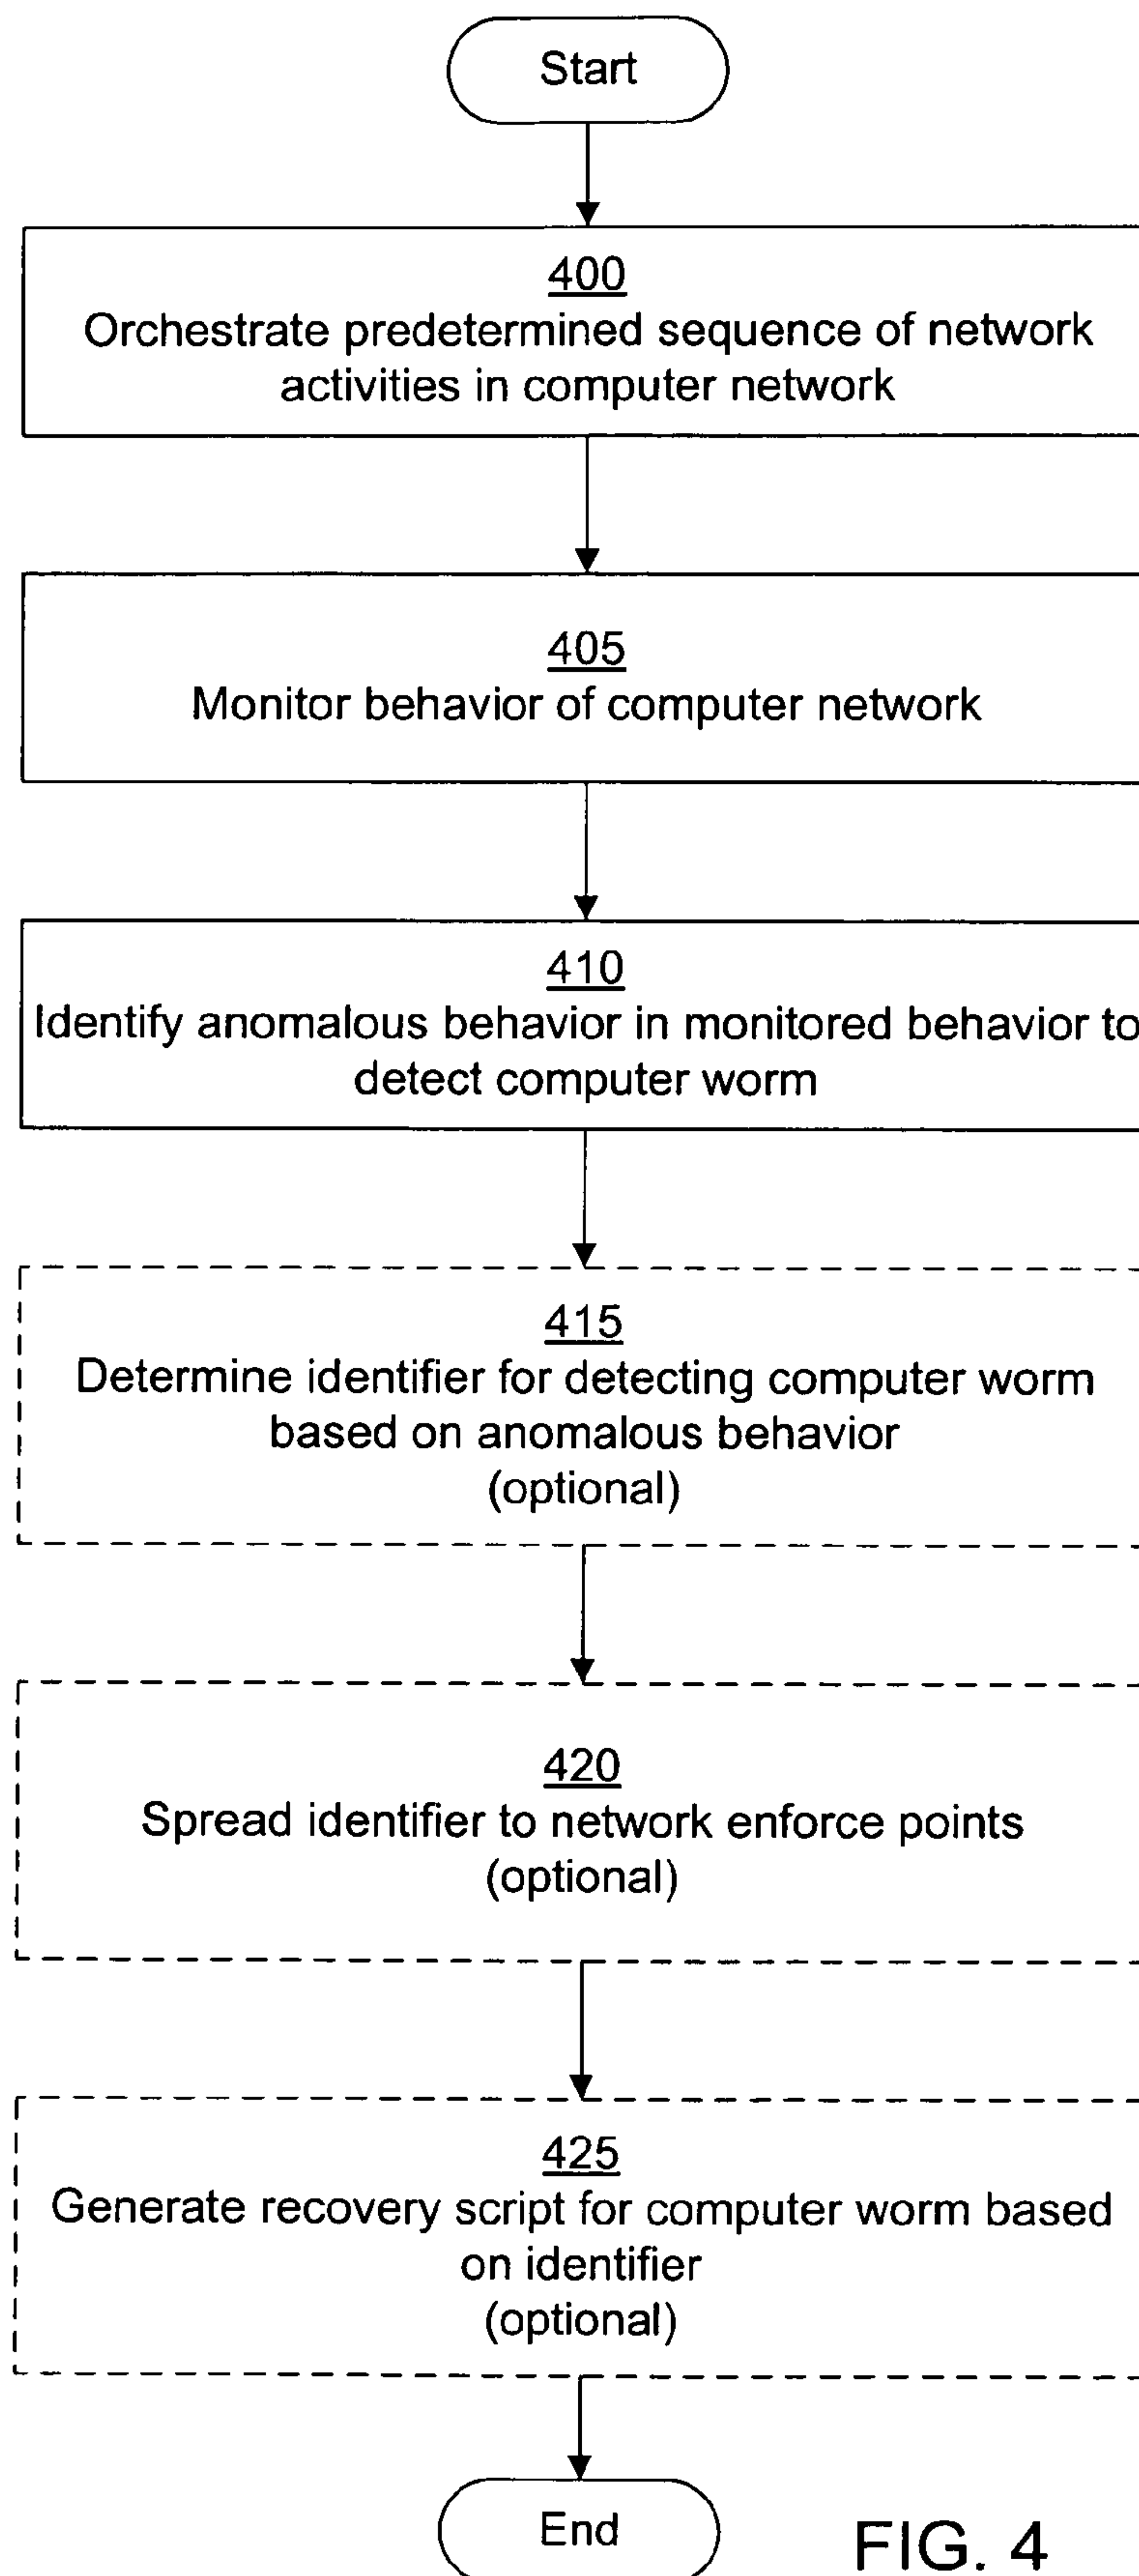 Start
400
Orchestrate predetermined sequence of network
activities in computer network
405
Monitor behavior of computer network
410
Identify anomalous behavior in monitored behavior to
detect computer worm
415
Determine identifier for detecting computer worm
based on anomalous behavior
(optional)
420
Spread identifier to network enforce points
(optional)
425
Generate recovery script for computer worm based
on identifier
(optional)
End
FIG. 4